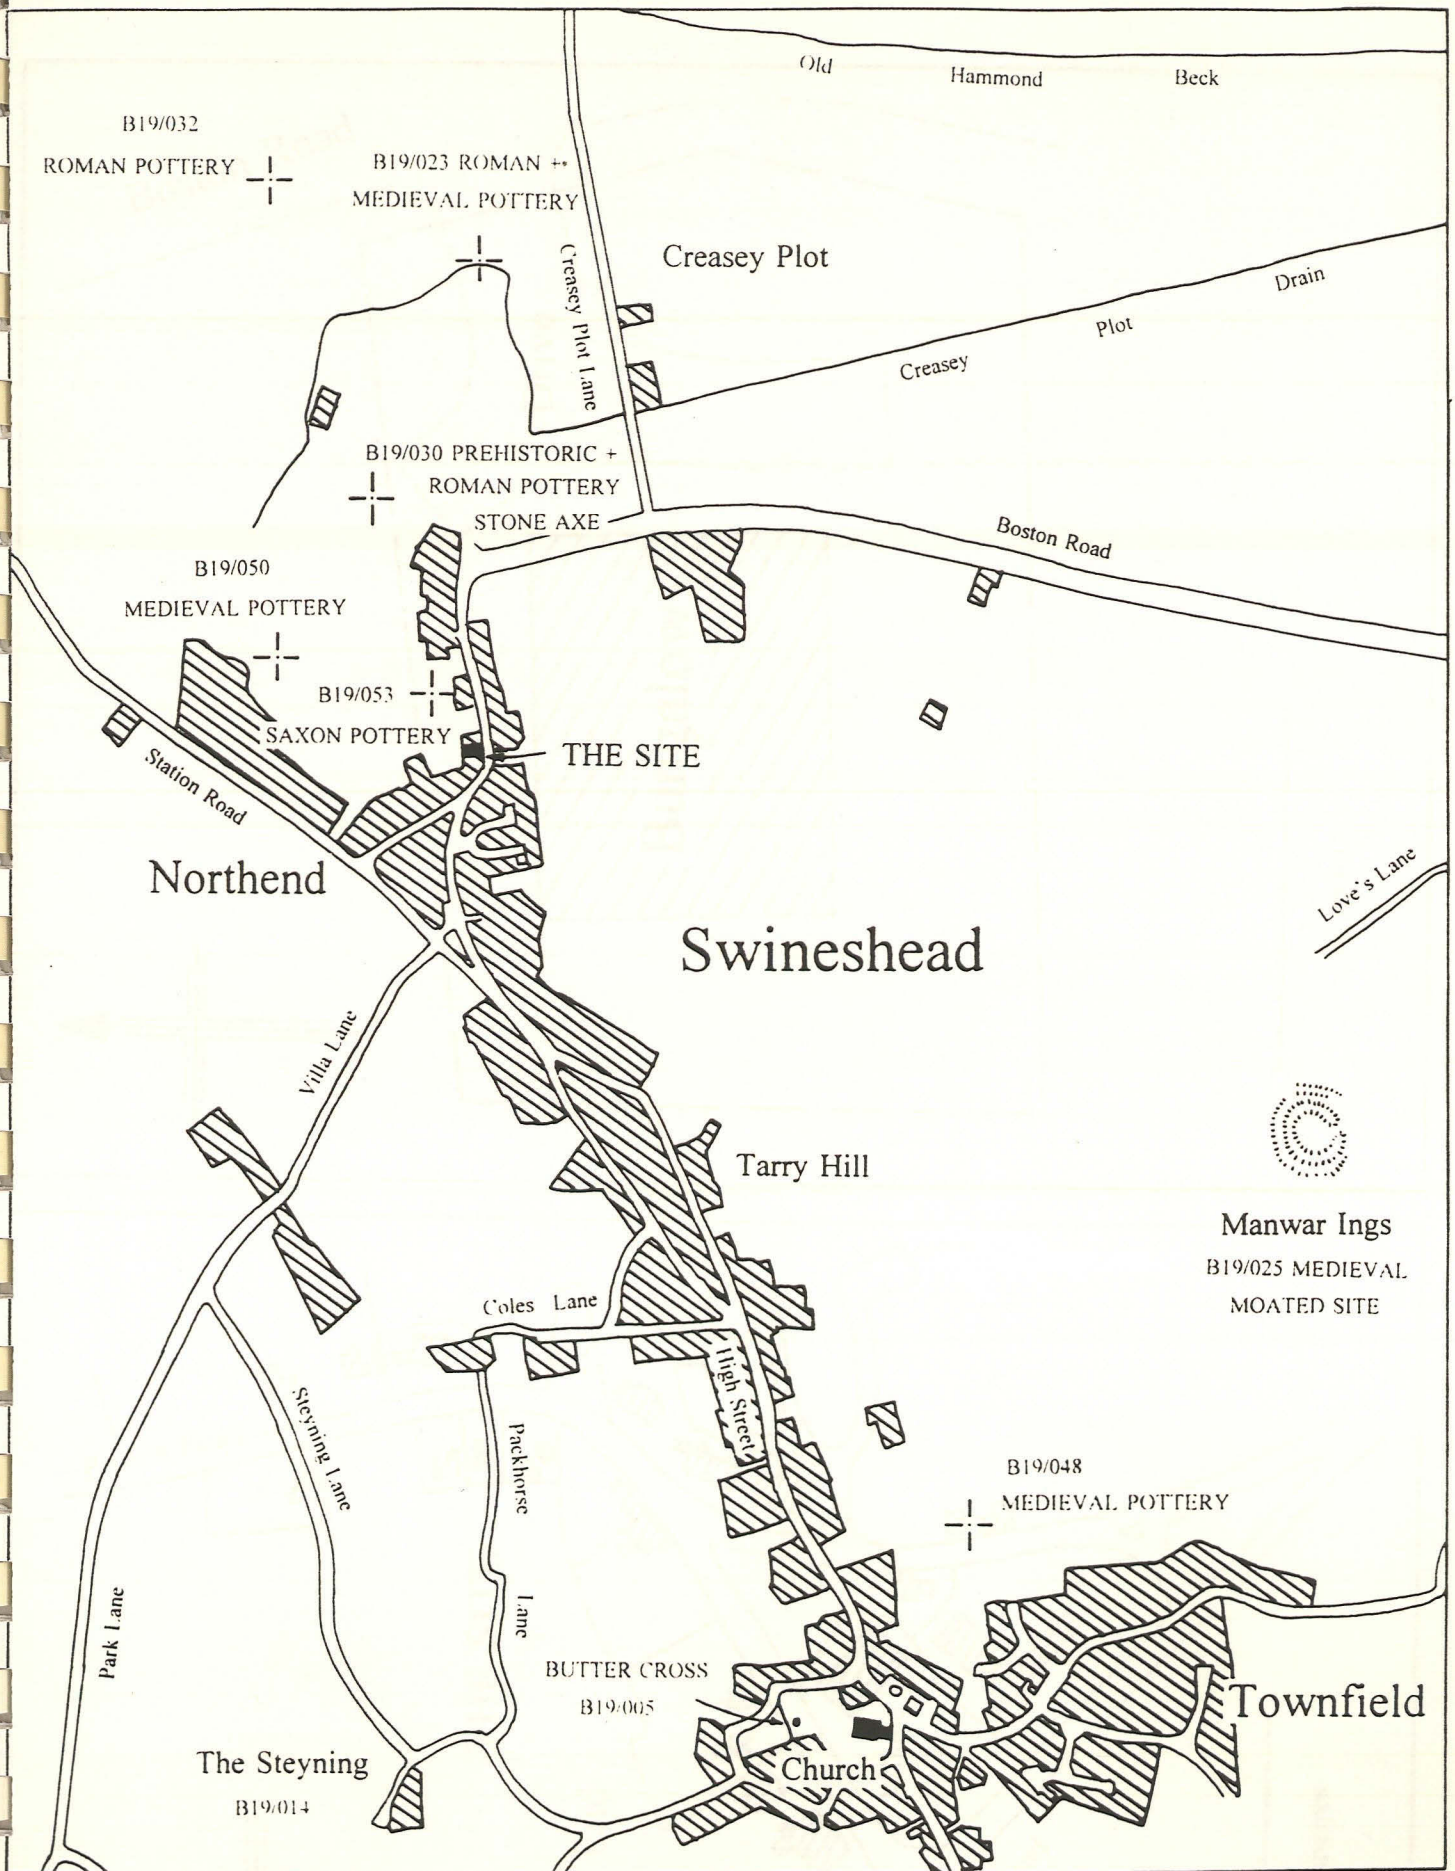 Old Hammond Beck
B19/032
ROMAN POTTERY
B19/023 ROMAN +
MEDIEVAL POTTERY
Creasey Plot Lane
Creasey Plot
Creasey Plot Drain
B19/030 PREHISTORIC +
ROMAN POTTERY
STONE AXE
Boston Road
B19/050
MEDIEVAL POTTERY
B19/053
SAXON POTTERY
THE SITE
Station Road
Northend
Swineshead
Love's Lane
Villa Lane
Tarry Hill
Manwar Ings
B19/025 MEDIEVAL
MOATED SITE
Coles Lane
High Street
Steyning Lane
Packhorse Lane
B19/048
MEDIEVAL POTTERY
Park Lane
BUTTER CROSS
B19/005
Townfield
The Steyning
B19/014
Church